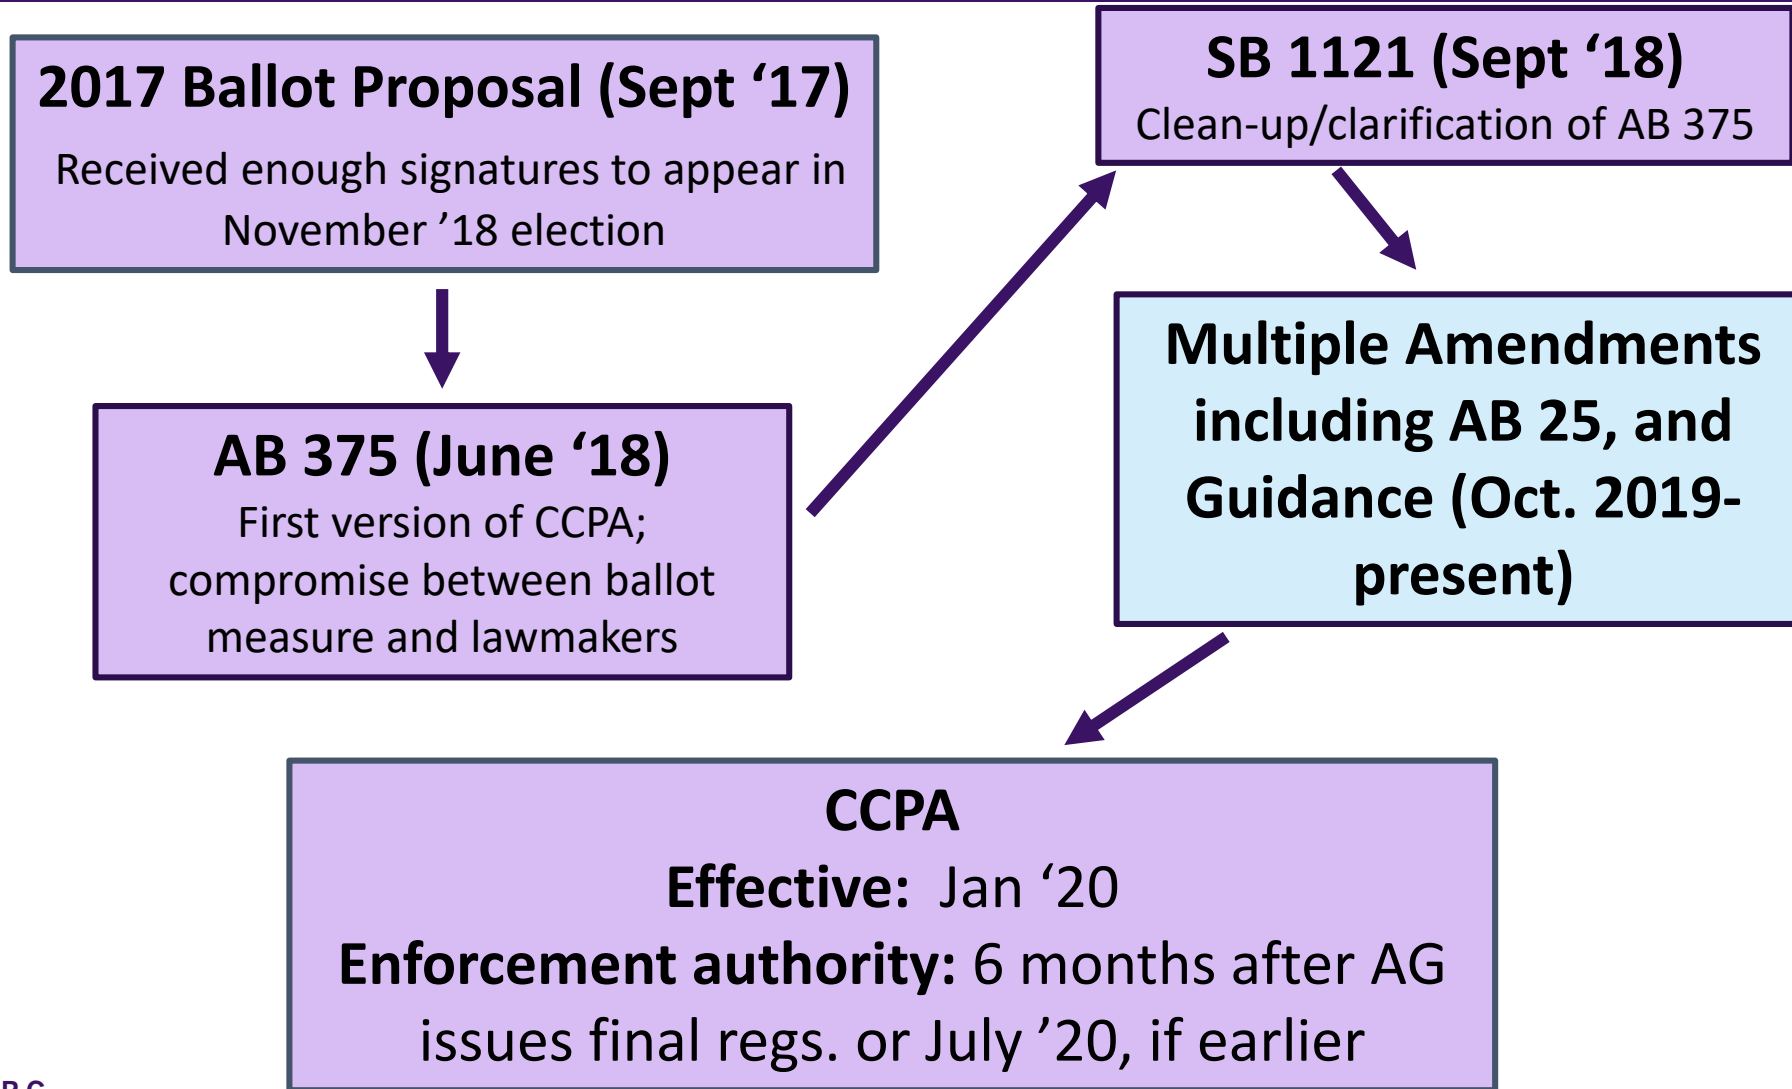 2017 Ballot Proposal (Sept ‘17)
Received enough signatures to appear in
November ’18 election
AB 375 (June ‘18)
First version of CCPA;
compromise between ballot
measure and lawmakers
SB 1121 (Sept ‘18)
Clean-up/clarification of AB 375
Multiple Amendments
including AB 25, and
Guidance (Oct. 2019-
present)
CCPA
Effective: Jan ‘20
Enforcement authority: 6 months after AG
issues final regs. or July ’20, if earlier